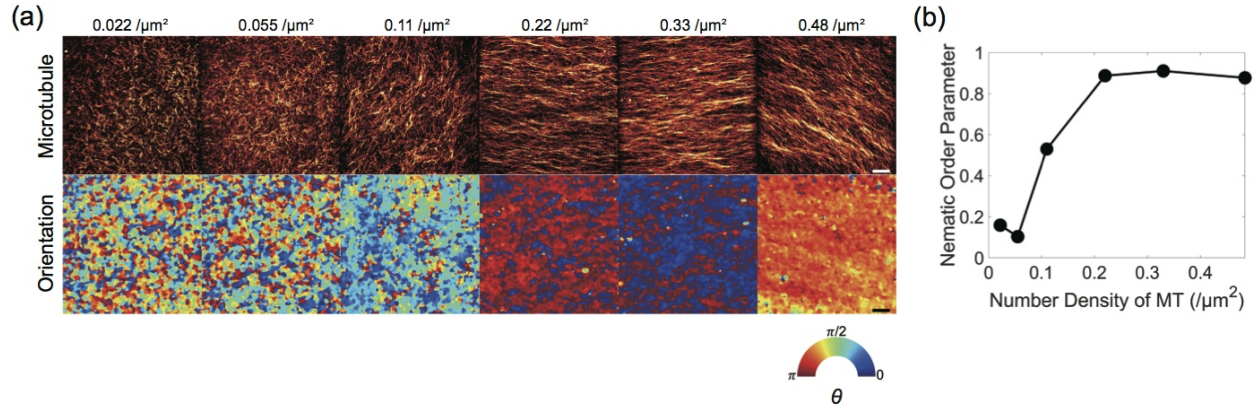 (a)
0.022 /µm² 0.055 /µm² 0.11 /µm² 0.22 /µm² 0.33 /µm² 0.48 /µm²
Microtubule
Orientation
π/2
π 0
θ
(b)
1
0.8
0.6
0.4
0.2
0
Nematic Order Parameter
0 0.1 0.2 0.3 0.4
Number Density of MT (/µm²)